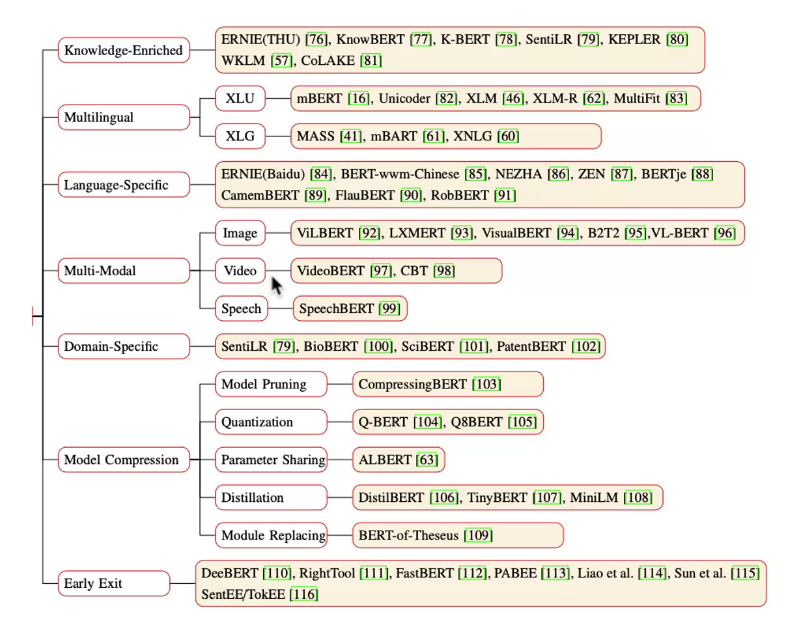 Knowledge-Enriched
ERNIE(THU) [76], KnowBERT [77], K-BERT [78], SentiLR [79], KEPLER [80]
WKLM [57], CoLAKE [81]
Multilingual
XLU
mBERT [16], Unicoder [82], XLM [46], XLM-R [62], MultiFit [83]
XLG
MASS [41], mBART [61], XNLG [60]
Language-Specific
ERNIE(Baidu) [84], BERT-wwm-Chinese [85], NEZHA [86], ZEN [87], BERTje [88]
CamemBERT [89], FlauBERT [90], RobBERT [91]
Multi-Modal
Image
ViLBERT [92], LXMERT [93], VisualBERT [94], B2T2 [95],VL-BERT [96]
Video
VideoBERT [97], CBT [98]
Speech
SpeechBERT [99]
Domain-Specific
SentiLR [79], BioBERT [100], SciBERT [101], PatentBERT [102]
Model Compression
Model Pruning
CompressingBERT [103]
Quantization
Q-BERT [104], Q8BERT [105]
Parameter Sharing
ALBERT [63]
Distillation
DistilBERT [106], TinyBERT [107], MiniLM [108]
Module Replacing
BERT-of-Theseus [109]
Early Exit
DeeBERT [110], RightTool [111], FastBERT [112], PABEE [113], Liao et al. [114], Sun et al. [115]
SentEE/TokEE [116]